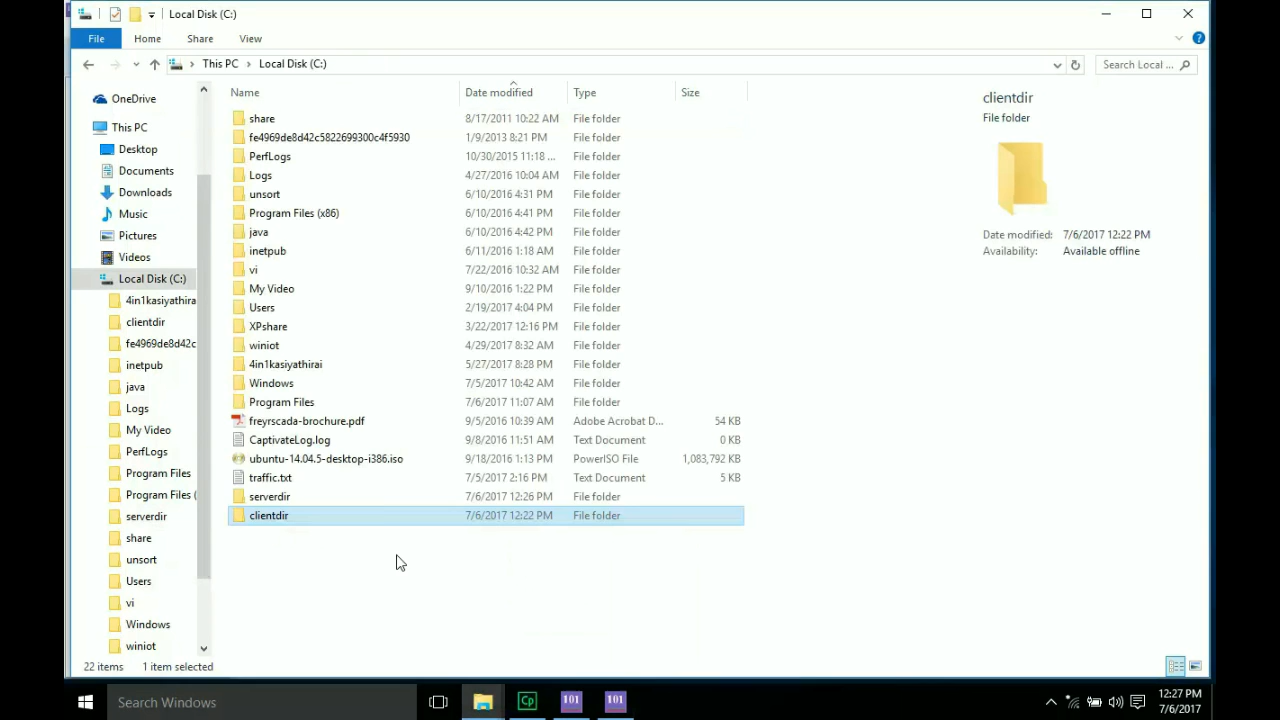 Local Disk (C:)
File Home Share View
This PC Local Disk (C:) Search Local ...
OneDrive
This PC
Desktop
Documents
Downloads
Music
Pictures
Videos
Local Disk (C:)
4in1kasiyathira
clientdir
fe4969de8d42c
inetpub
java
Logs
My Video
PerfLogs
Program Files
Program Files (
serverdir
share
unsort
Users
vi
Windows
winiot
Name Date modified Type Size
share 8/17/2011 10:22 AM File folder
fe4969de8d42c5822699300c4f5930 1/9/2013 8:21 PM File folder
PerfLogs 10/30/2015 11:18 ... File folder
Logs 4/27/2016 10:04 AM File folder
unsort 6/10/2016 4:31 PM File folder
Program Files (x86) 6/10/2016 4:41 PM File folder
java 6/10/2016 4:42 PM File folder
inetpub 6/11/2016 1:18 AM File folder
vi 7/22/2016 10:32 AM File folder
My Video 9/10/2016 1:22 PM File folder
Users 2/19/2017 4:04 PM File folder
XPshare 3/22/2017 12:16 PM File folder
winiot 4/29/2017 8:32 AM File folder
4in1kasiyathirai 5/27/2017 8:28 PM File folder
Windows 7/5/2017 10:42 AM File folder
Program Files 7/6/2017 11:07 AM File folder
freyrscada-brochure.pdf 9/5/2016 10:39 AM Adobe Acrobat D... 54 KB
CaptivateLog.log 9/8/2016 11:51 AM Text Document 0 KB
ubuntu-14.04.5-desktop-i386.iso 9/18/2016 1:13 PM PowerISO File 1,083,792 KB
traffic.txt 7/5/2017 2:16 PM Text Document 5 KB
serverdir 7/6/2017 12:26 PM File folder
clientdir 7/6/2017 12:22 PM File folder
clientdir
File folder
Date modified: 7/6/2017 12:22 PM
Availability: Available offline
22 items 1 item selected
Search Windows
Cp
101
101
12:27 PM
7/6/2017